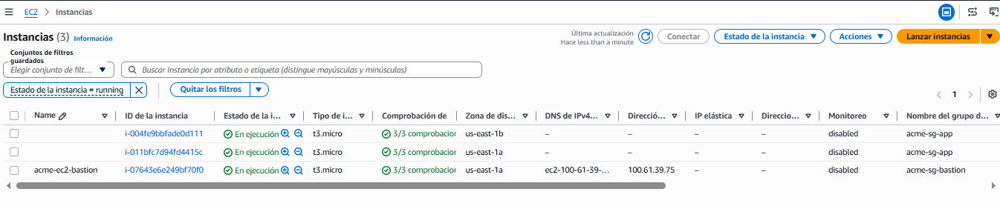 EC2 > Instancias
Instancias (3) Información
Última actualización
Hace less than a minute
Conectar
Estado de la instancia
Acciones
Lanzar instancias
Conjuntos de filtros
guardados
Elegir conjunto de filt...
Buscar Instancia por atributo o etiqueta (distingue mayúsculas y minúsculas)
Estado de la instancia = running
Quitar los filtros
1
Name ID de la instancia Estado de la i... Tipo de i... Comprobación de Zona de dis... DNS de IPv4... Direcció... IP elástica Direccio... Monitoreo Nombre del grupo d...
i-004fe9bbfade0d111 En ejecución t3.micro 3/3 comprobacion us-east-1b – – – – disabled acme-sg-app
i-011bfc7d94fd4415c En ejecución t3.micro 3/3 comprobacion us-east-1a – – – – disabled acme-sg-app
acme-ec2-bastion i-07643e6e249bf70f0 En ejecución t3.micro 3/3 comprobacion us-east-1a ec2-100-61-39-... 100.61.39.75 – – disabled acme-sg-bastion